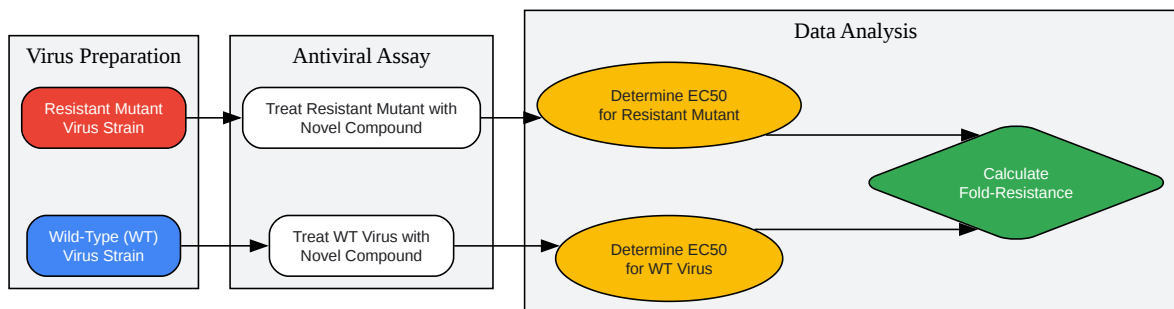 Virus Preparation
Resistant Mutant
Virus Strain
Wild-Type (WT)
Virus Strain
Antiviral Assay
Treat Resistant Mutant with
Novel Compound
Treat WT Virus with
Novel Compound
Data Analysis
Determine EC50
for Resistant Mutant
Determine EC50
for WT Virus
Calculate
Fold-Resistance